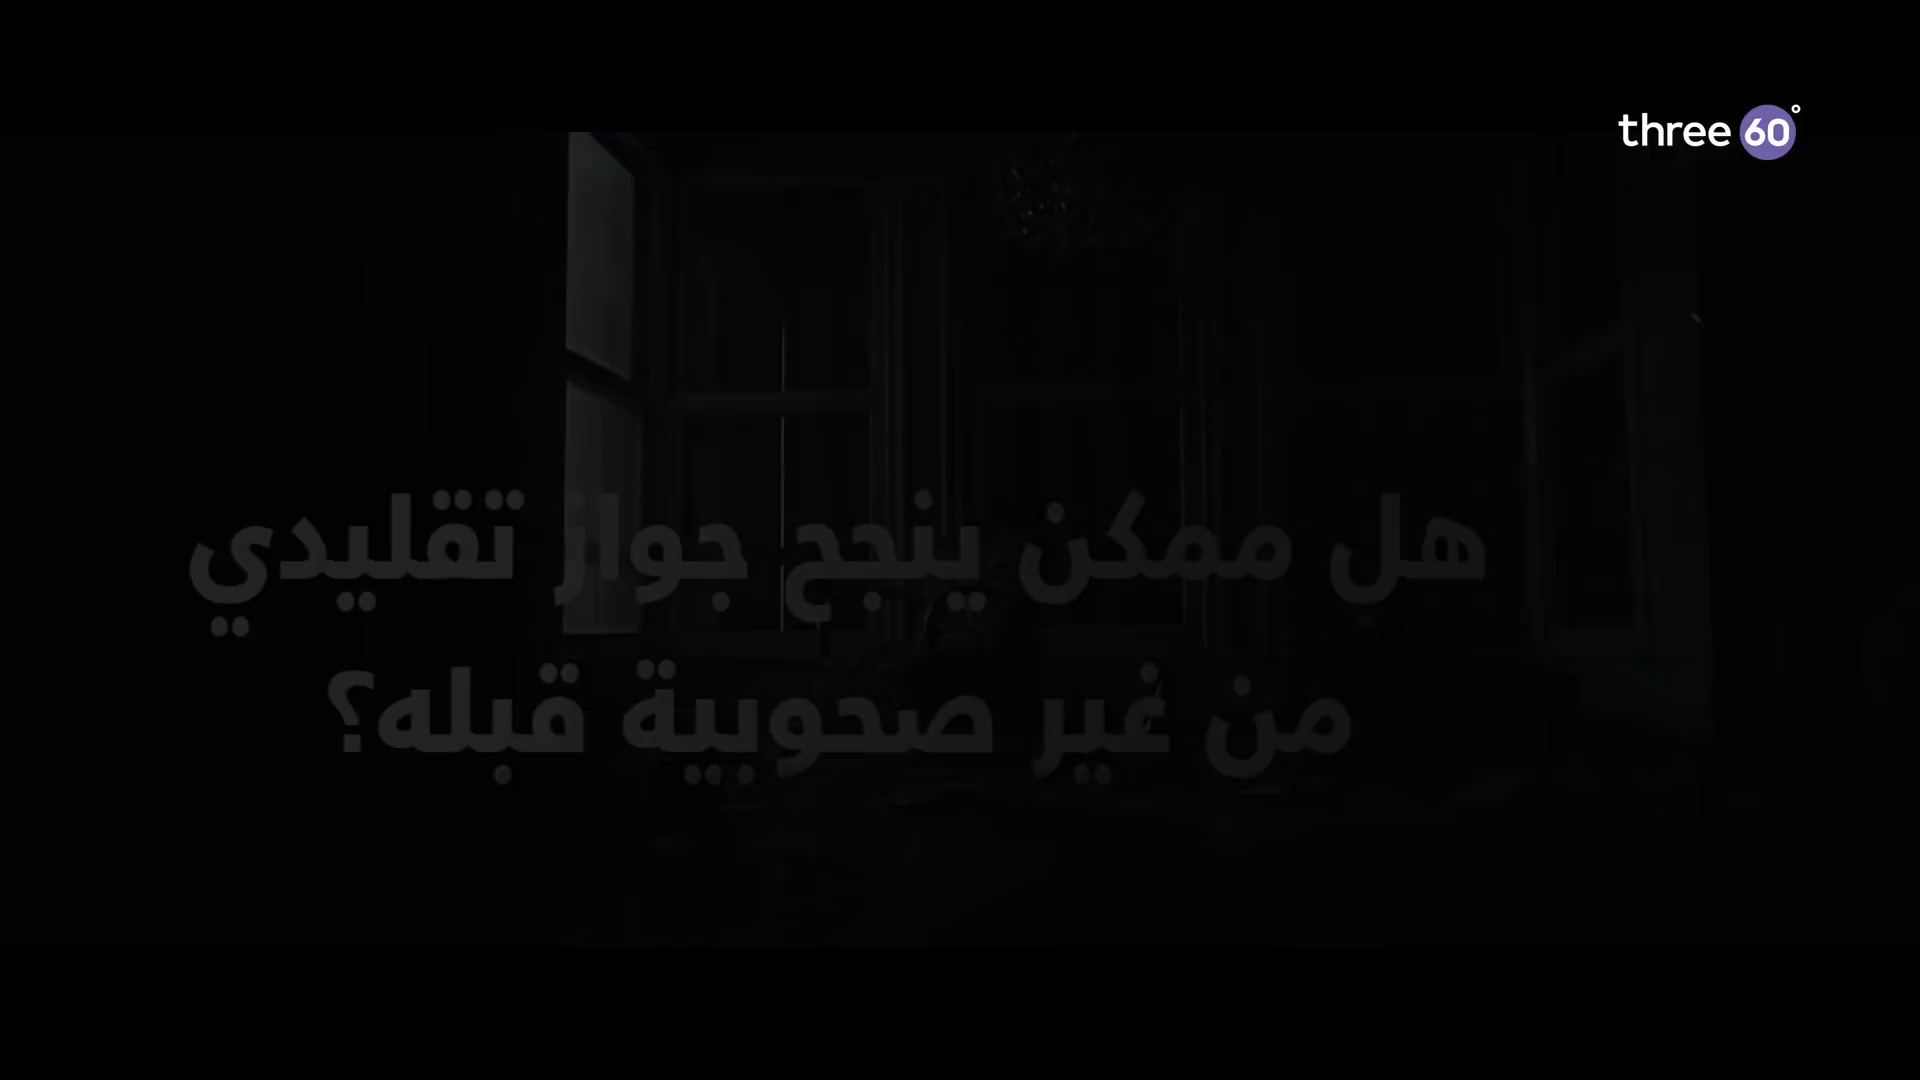 three 60°
هل ممكن ينجح جواز تقليدي
من غير صحوبية قبله؟